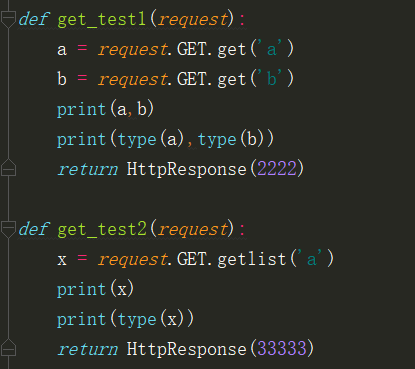 def get_test1(request):
    a = request.GET.get('a')
    b = request.GET.get('b')
    print(a,b)
    print(type(a),type(b))
    return HttpResponse(2222)

def get_test2(request):
    x = request.GET.getlist('a')
    print(x)
    print(type(x))
    return HttpResponse(33333)